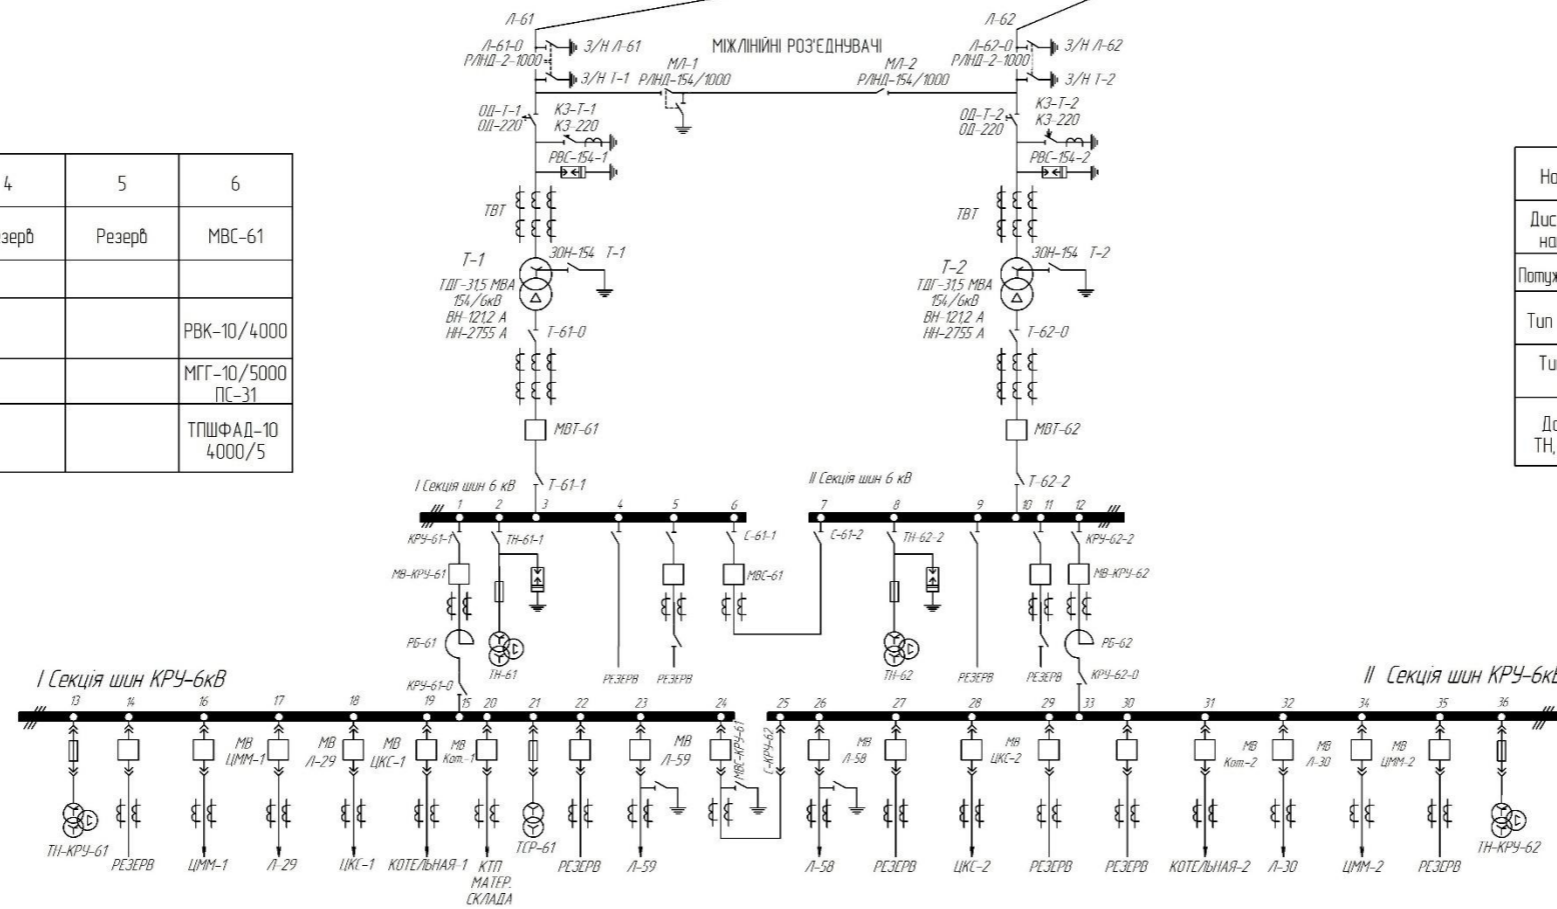 Л-61
Л-62
Л-61-0
РЛНД-2-1000
З/Н Л-61
З/Н Т-1
МІЖЛІНІЙНІ РОЗ'ЄДНУВАЧІ
МЛ-1
РЛНД-154/1000
МЛ-2
РЛНД-154/1000
Л-62-0
РЛНД-2-1000
З/Н Л-62
З/Н Т-2
ОД-Т-1
ОД-220
КЗ-Т-1
КЗ-220
ОД-Т-2
ОД-220
КЗ-Т-2
КЗ-220
РВС-154-1
РВС-154-2
4
5
6
Резерв
МВС-61
РВК-10/4000
МГГ-10/5000
ПС-31
ТПШФАД-10
4000/5
ТВТ
ТВТ
Т-1
ЗОН-154 Т-1
ТДГ-31,5 МВА
154/6кВ
ВН-121,2 А
НН-2755 А
Т-61-0
Т-2
ЗОН-154 Т-2
ТДГ-31,5 МВА
154/6кВ
ВН-121,2 А
НН-2755 А
Т-62-0
Тип
МВТ-61
МВТ-62
І Секція шин 6 кВ
Т-61-1
ІІ Секція шин 6 кВ
Т-62-2
1 2 3 4 5 6 7 8 9 10 11 12
КРУ-61-1
ТН-61-1
С-61-1
С-61-2
ТН-62-2
КРУ-62-2
МВ-КРУ-61
МВС-61
МВ-КРУ-62
РБ-61
РБ-62
ТН-61
РЕЗЕРВ
РЕЗЕРВ
ТН-62
РЕЗЕРВ
РЕЗЕРВ
КРУ-61-0
КРУ-62-0
І Секція шин КРУ-6кВ
ІІ Секція шин КРУ-6кВ
13 14 16 17 18 19 15 20 21 22 23 24 25 26 27 28 29 33 30 31 32 34 35 36
МВ
ЦММ-1
МВ
Л-29
МВ
ЦКС-1
МВ
Кот.-1
МВ
Л-59
МВС-КРУ-61
С-КРУ-62
МВ
Л-58
МВ
ЦКС-2
МВ
Кот.-2
МВ
Л-30
МВ
ЦММ-2
ТН-КРУ-61
РЕЗЕРВ
ЦММ-1
Л-29
ЦКС-1
КОТЕЛЬНАЯ-1
КТП
МАТЕР.
СКЛАДА
ТСР-61
РЕЗЕРВ
Л-59
Л-58
РЕЗЕРВ
ЦКС-2
РЕЗЕРВ
РЕЗЕРВ
КОТЕЛЬНАЯ-2
Л-30
ЦММ-2
РЕЗЕРВ
ТН-КРУ-62